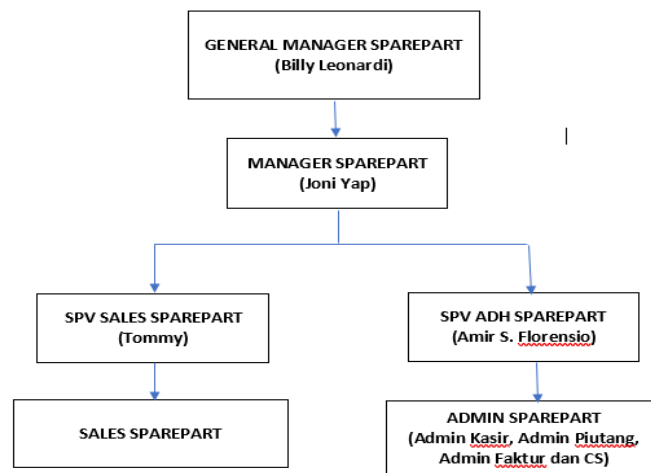 GENERAL MANAGER SPAREPART
(Billy Leonardi)
MANAGER SPAREPART
(Joni Yap)
SPV SALES SPAREPART
(Tommy)
SPV ADH SPAREPART
(Amir S. Florensio)
SALES SPAREPART
ADMIN SPAREPART
(Admin Kasir, Admin Piutang,
Admin Faktur dan CS)